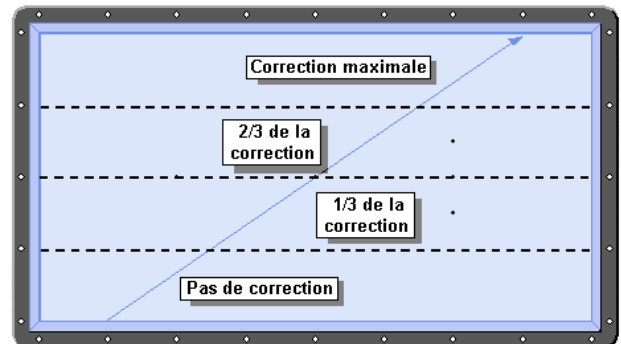 Correction maximale
2/3 de la
correction
1/3 de la
correction
Pas de correction